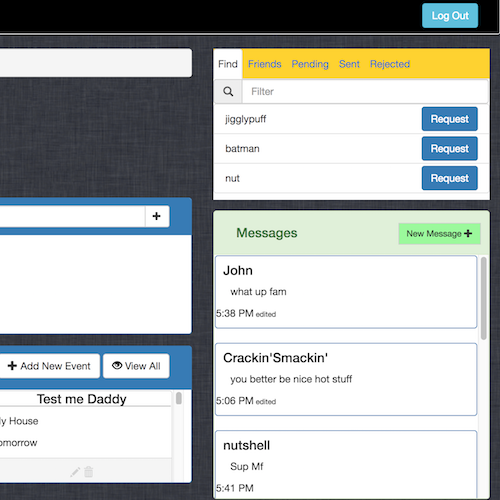 Log Out
Find Friends Pending Sent Rejected
Filter
jigglypuff Request
batman Request
nut Request
Messages New Message
John
what up fam
5:38 PM edited
Crackin'Smackin'
you better be nice hot stuff
5:06 PM edited
nutshell
Sup Mf
5:41 PM
Add New Event View All
Test me Daddy
House